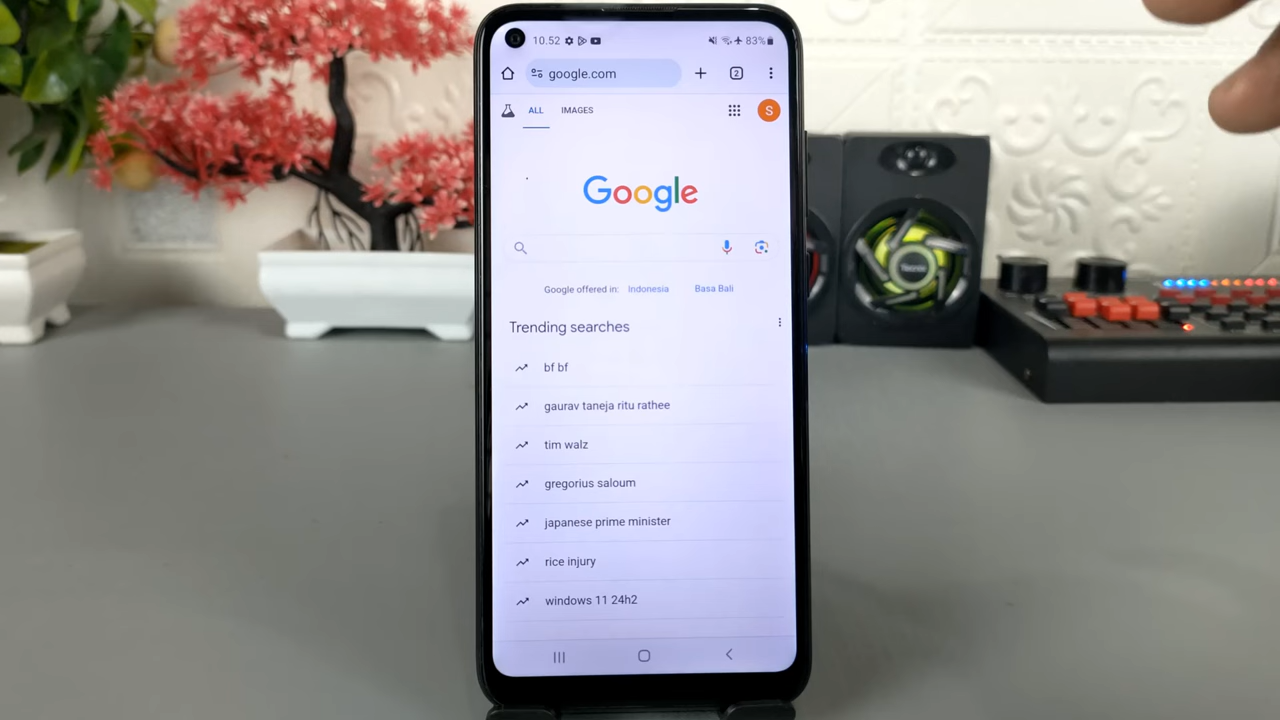 10.52 83%
google.com 2
ALL IMAGES S
Google
Google offered in: Indonesia Basa Bali
Trending searches
bf bf
gaurav taneja ritu rathee
tim walz
gregorius saloum
japanese prime minister
rice injury
windows 11 24h2